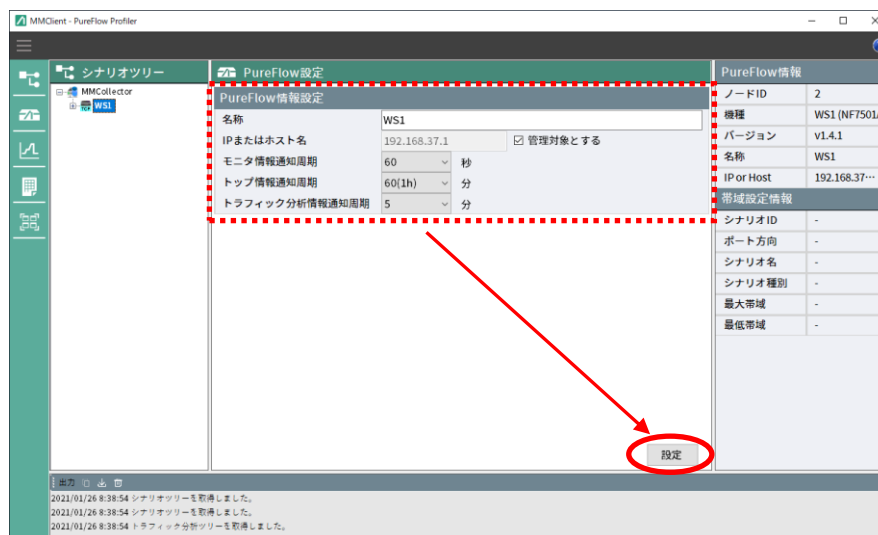 MMClient - PureFlow Profiler
シナリオツリー
MMCollector
WS1
PureFlow設定
PureFlow情報設定
名称 WS1
IPまたはホスト名 192.168.37.1 管理対象とする
モニタ情報通知周期 60 秒
トップ情報通知周期 60(1h) 分
トラフィック分析情報通知周期 5 分
設定
PureFlow情報
ノードID 2
機種 WS1 (NF7501/
バージョン v1.4.1
名称 WS1
IP or Host 192.168.37…
帯域設定情報
シナリオID -
ポート方向 -
シナリオ名 -
シナリオ種別 -
最大帯域 -
最低帯域 -
出力
2021/01/26 8:38:54 シナリオツリーを取得しました。
2021/01/26 8:38:54 シナリオツリーを取得しました。
2021/01/26 8:38:54 トラフィック分析ツリーを取得しました。